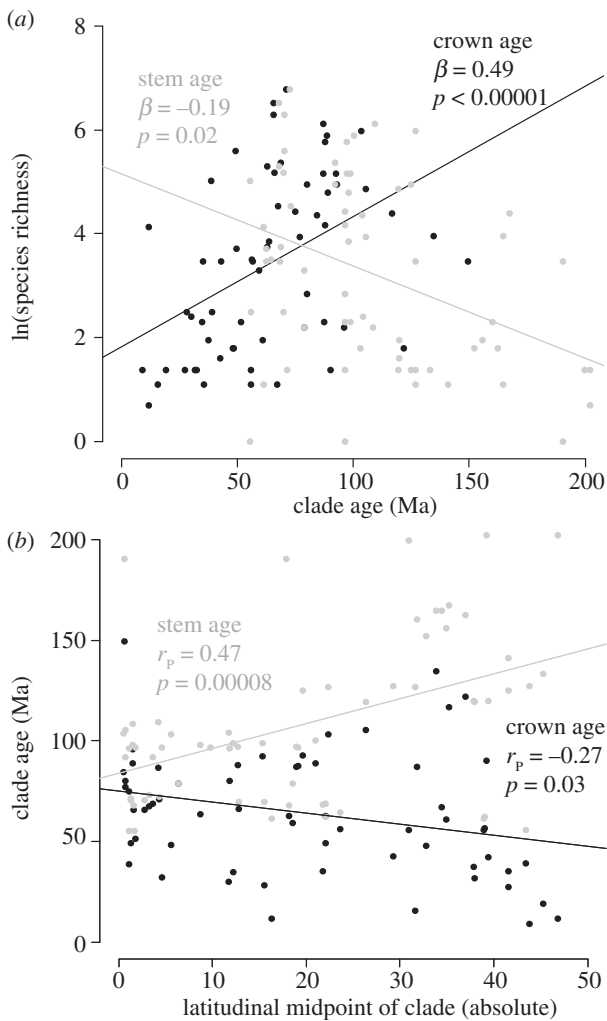 (a)
8
6
4
2
0
ln(species richness)
stem age
β = –0.19
p = 0.02
crown age
β = 0.49
p < 0.00001
0 50 100 150 200
clade age (Ma)
(b)
200
150
100
50
0
clade age (Ma)
stem age
rP = 0.47
p = 0.00008
crown age
rP = –0.27
p = 0.03
0 10 20 30 40 50
latitudinal midpoint of clade (absolute)